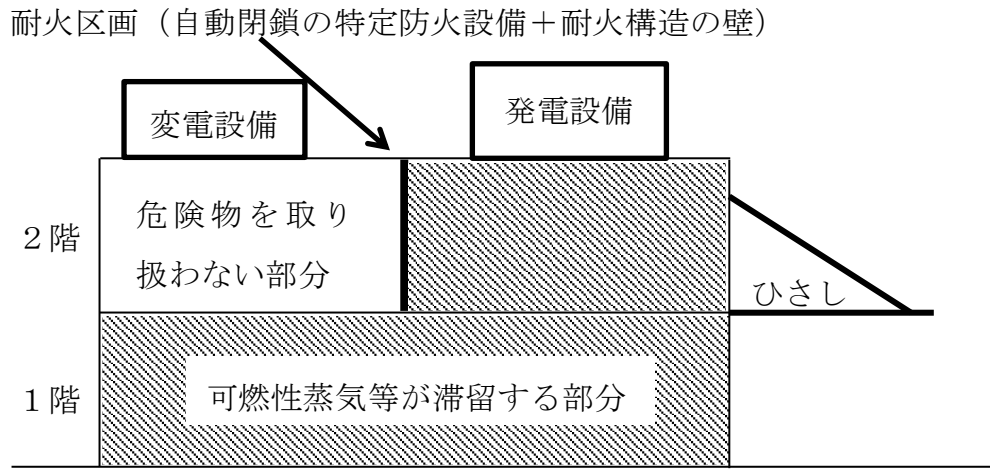 耐火区画（自動閉鎖の特定防火設備＋耐火構造の壁）
変電設備
発電設備
２階
危険物を取り
扱わない部分
ひさし
１階
可燃性蒸気等が滞留する部分